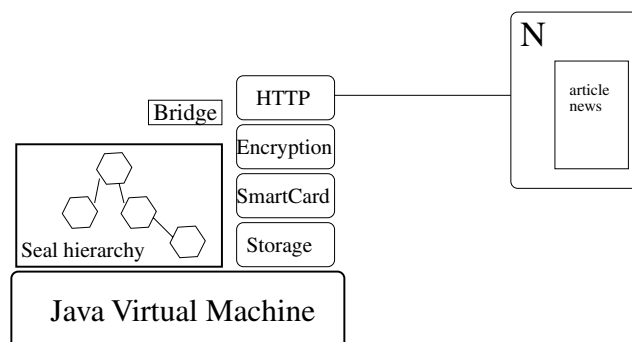 N
article
news
HTTP
Bridge
Encryption
SmartCard
Seal hierarchy
Storage
Java Virtual Machine